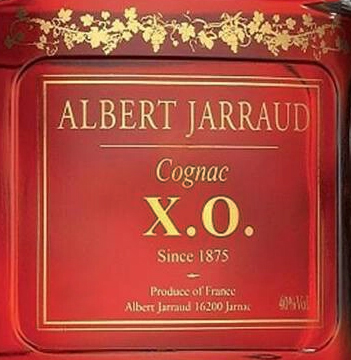 ALBERT JARRAUD
Cognac
X.O.
Since 1875
Produce of France
Albert Jarraud 16200 Jarnac
40%Vol